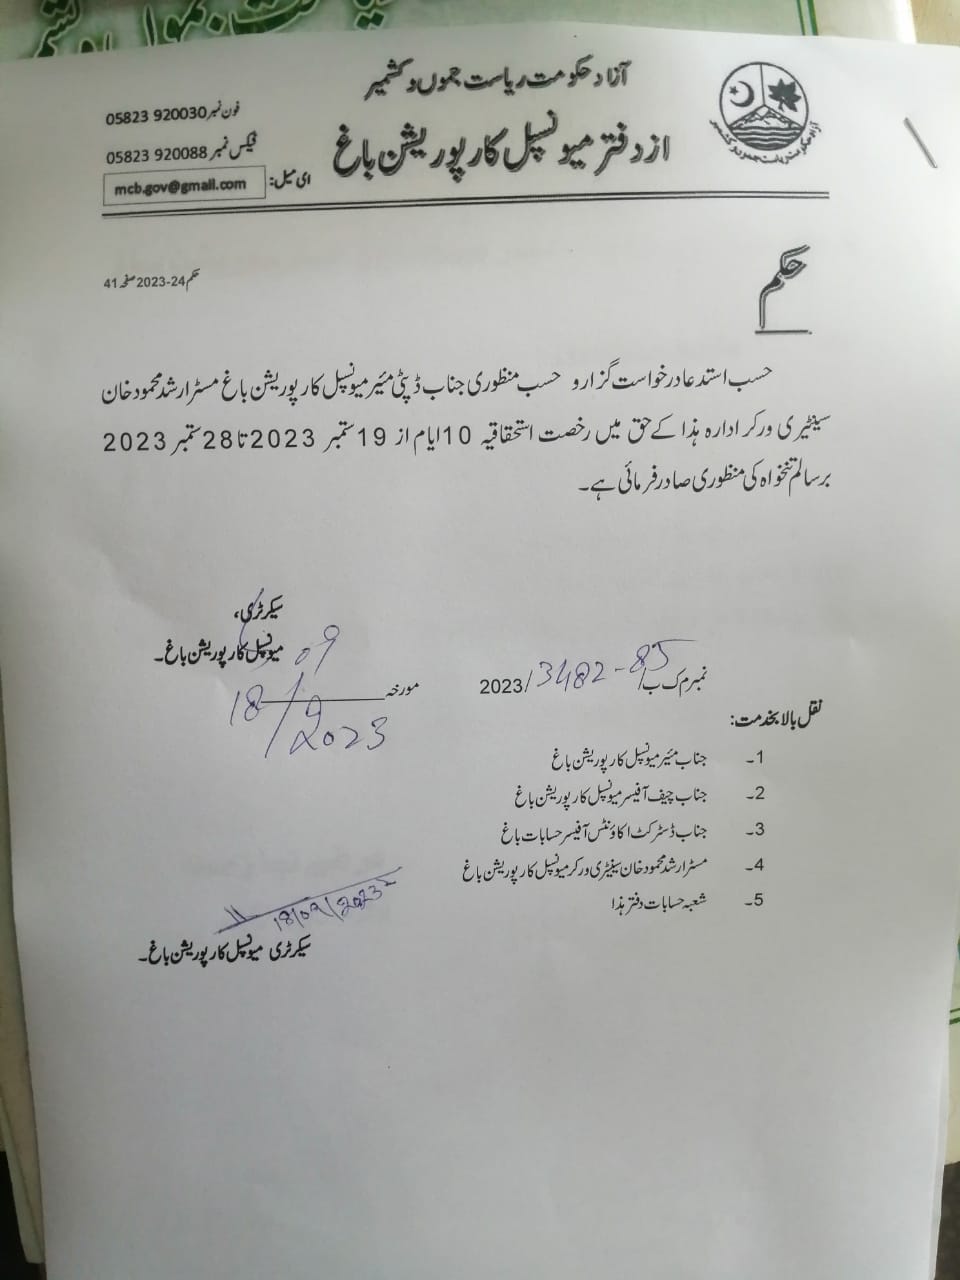 آزاد حکومت ریاست جموں و کشمیر
از دفتر میونسپل کارپوریشن باغ
فون نمبر 05823 920030
فیکس نمبر 05823 920088
ای میل: mcb.gov@gmail.com
حکم
حکم 24-2023 صفحہ 41
حسب استدعا درخواست گزار و حسب منظوری جناب ڈپٹی مئیر میونسپل کارپوریشن باغ مسٹر ارشد محمود خان
سینٹیری ورکر ادارہ ہذا کے حق میں رخصت استحقاقیہ 10 ایام از 19 ستمبر 2023 تا 28 ستمبر 2023
برسالم تنخواہ کی منظوری صادر فرمائی ہے۔
سیکرٹری،
میونسپل کارپوریشن باغ۔
نمبر م ک ب/ 3482-85 /2023
مورخہ 18/09/2023
نقل بالا بخدمت:
1۔ جناب مئیر میونسپل کارپوریشن باغ
2۔ جناب چیف آفیسر میونسپل کارپوریشن باغ
3۔ جناب ڈسٹرکٹ اکاؤنٹس آفیسر حسابات باغ
4۔ مسٹر ارشد محمود خان سینیٹری ورکر میونسپل کارپوریشن باغ
5۔ شعبہ حسابات دفتر ہذا
18/09/2023
سیکرٹری میونسپل کارپوریشن باغ۔